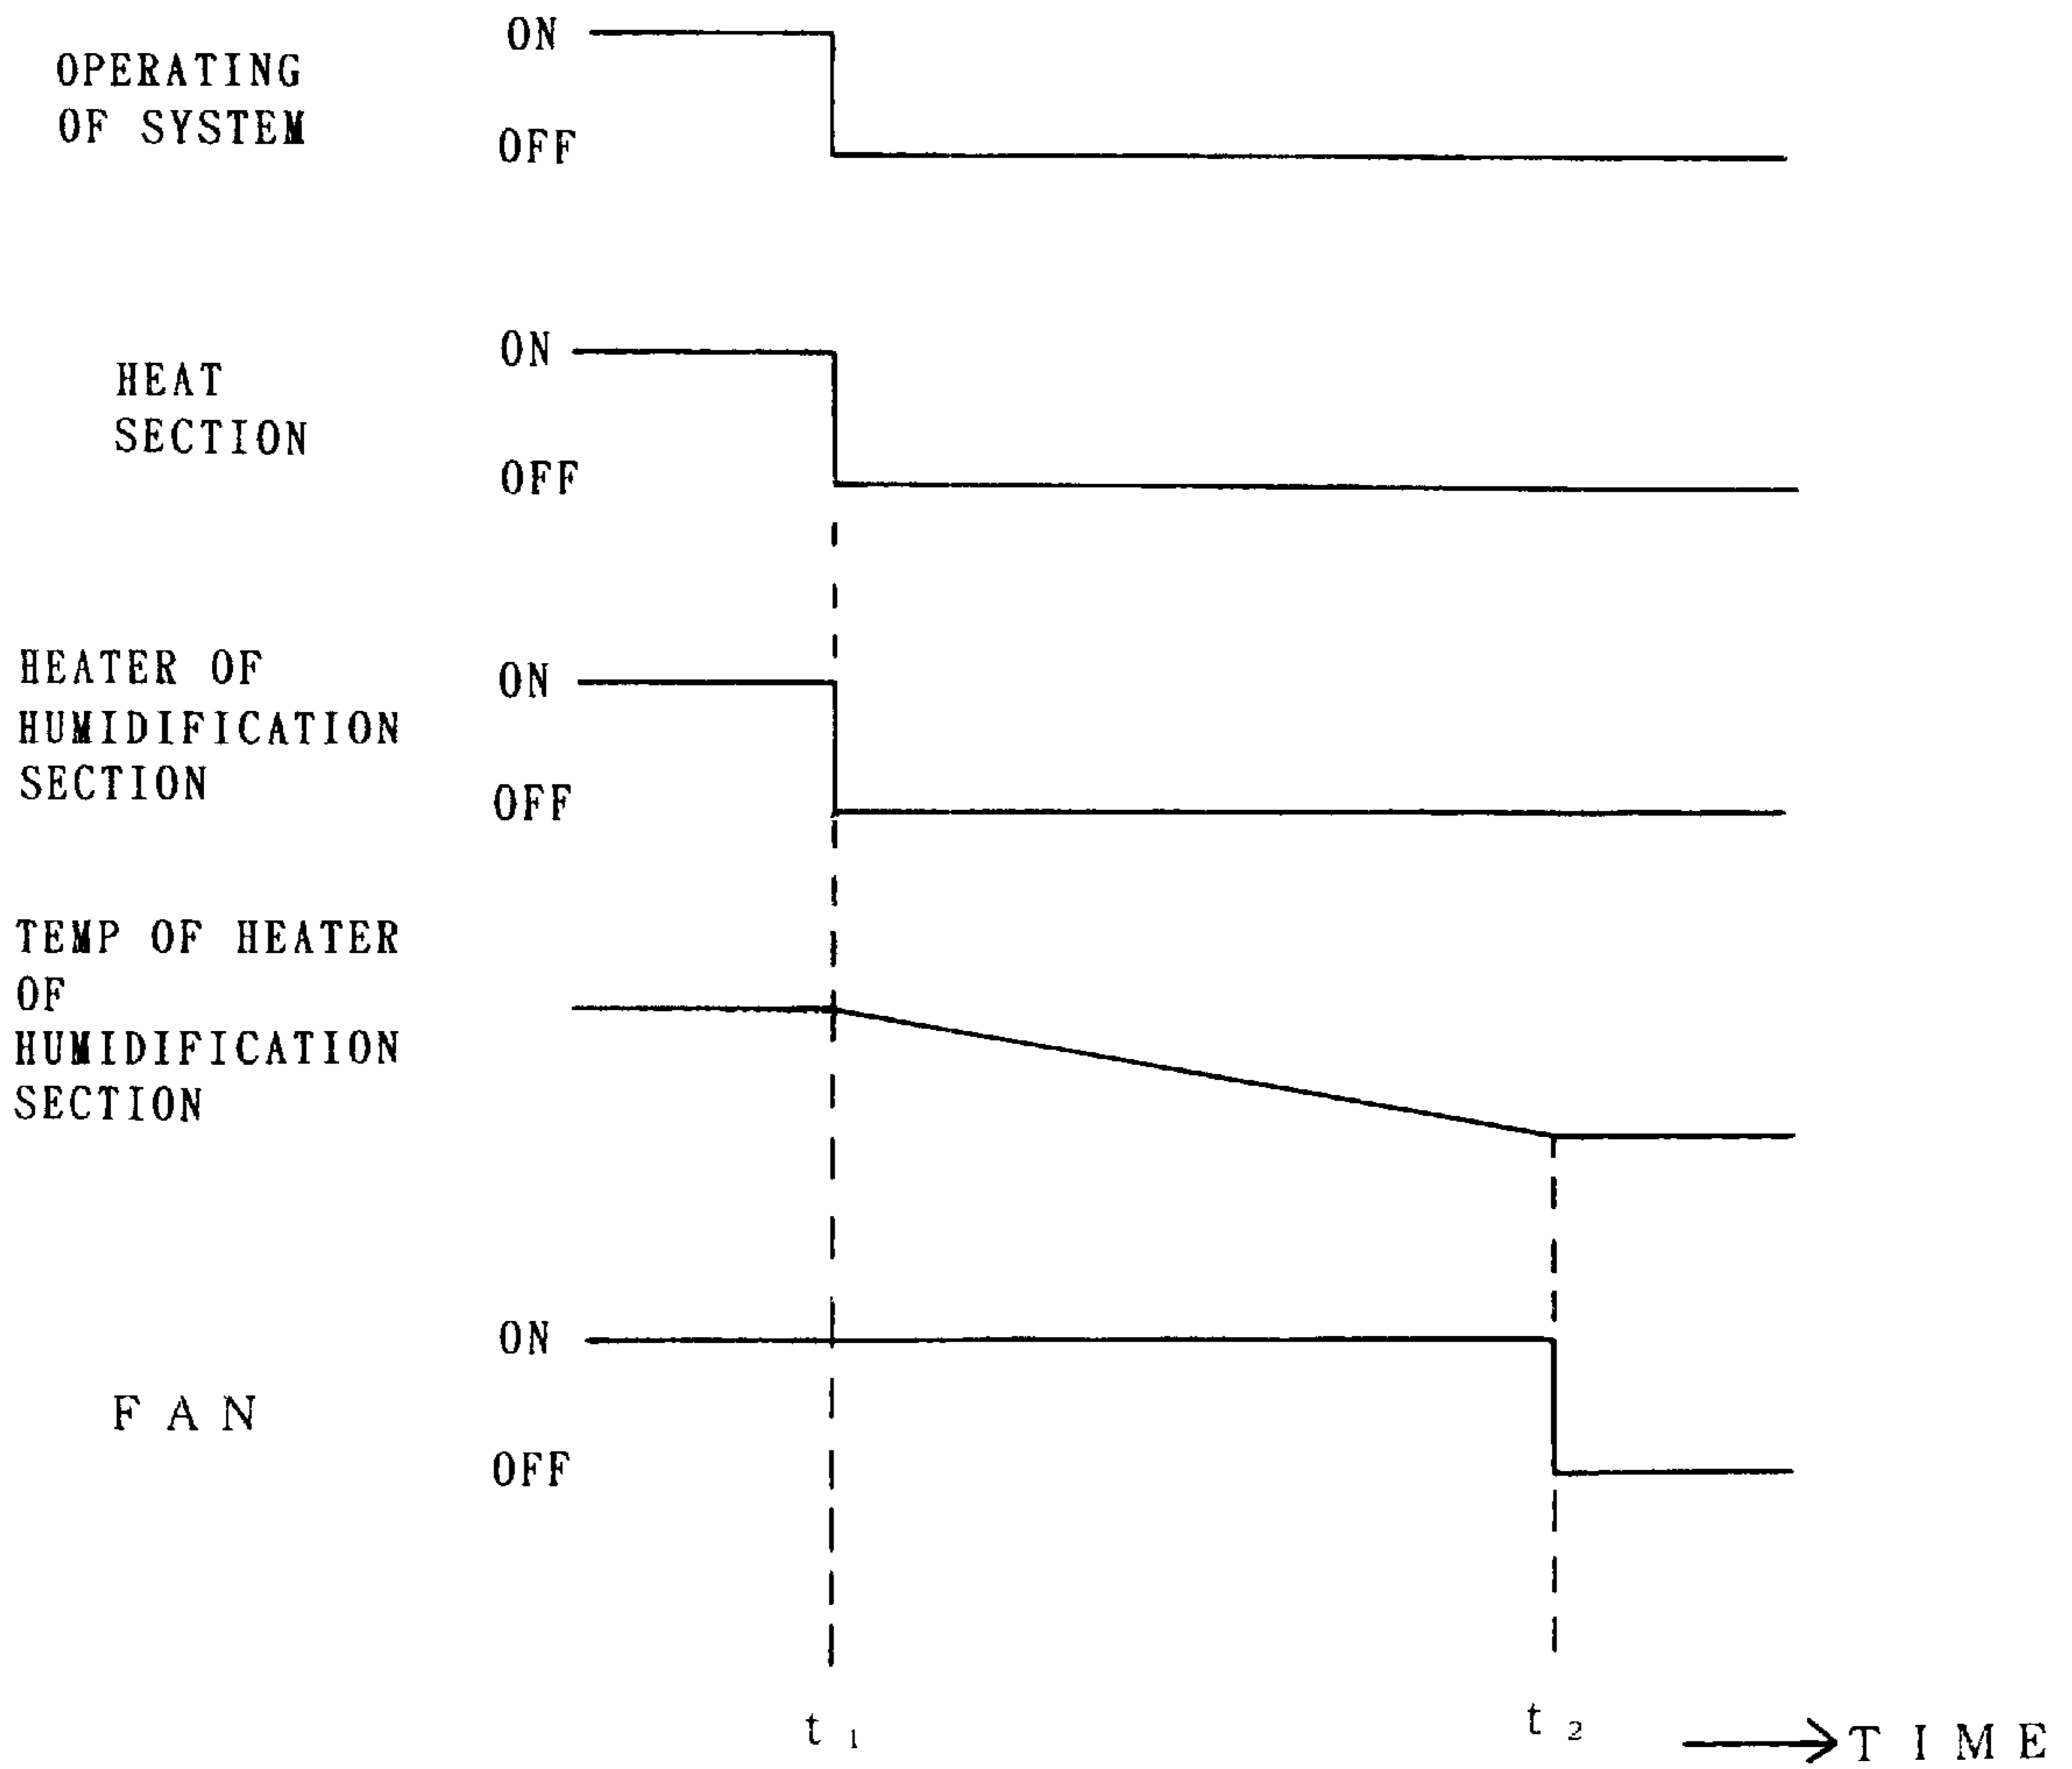 OPERATING
OF SYSTEM
ON
OFF
HEAT
SECTION
ON
OFF
HEATER OF
HUMIDIFICATION
SECTION
ON
OFF
TEMP OF HEATER
OF
HUMIDIFICATION
SECTION
FAN
ON
OFF
t1
t2
TIME